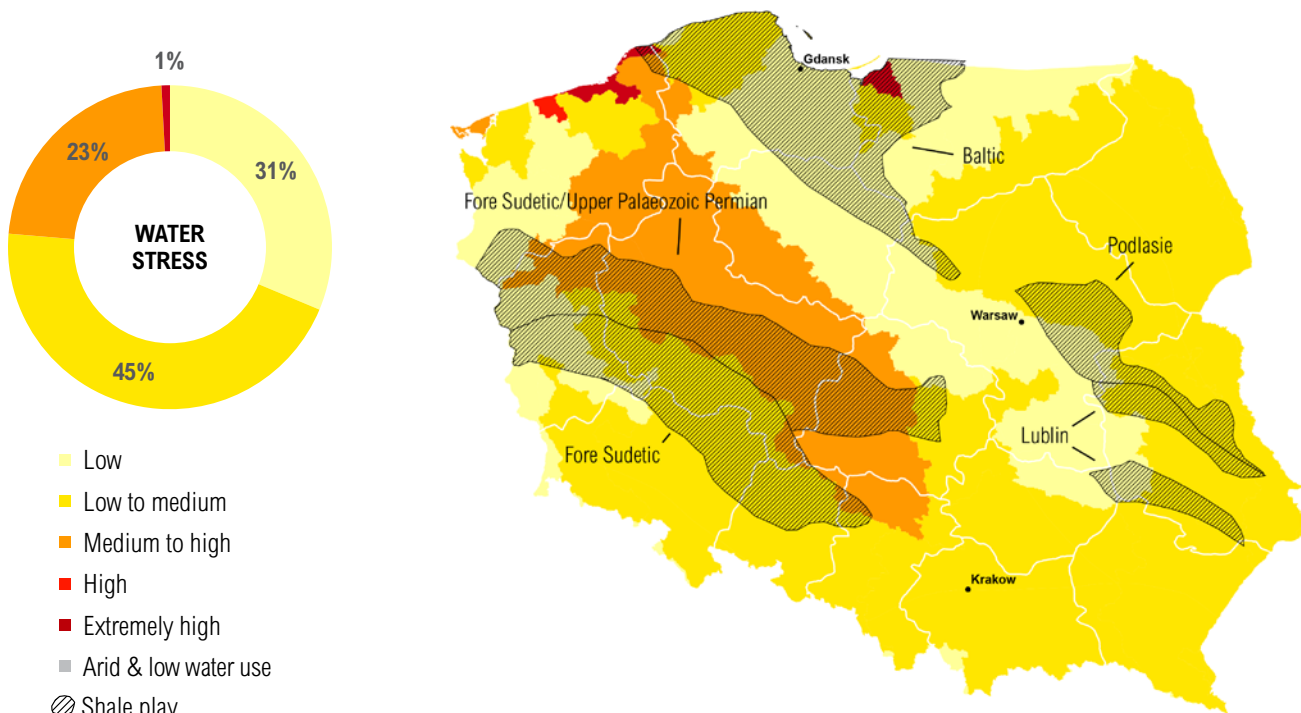 1%
23%
31%
WATER
STRESS
45%
Low
Low to medium
Medium to high
High
Extremely high
Arid & low water use
Shale play
Gdansk
Baltic
Fore Sudetic/Upper Palaeozoic Permian
Podlasie
Warsaw
Lublin
Fore Sudetic
Krakow